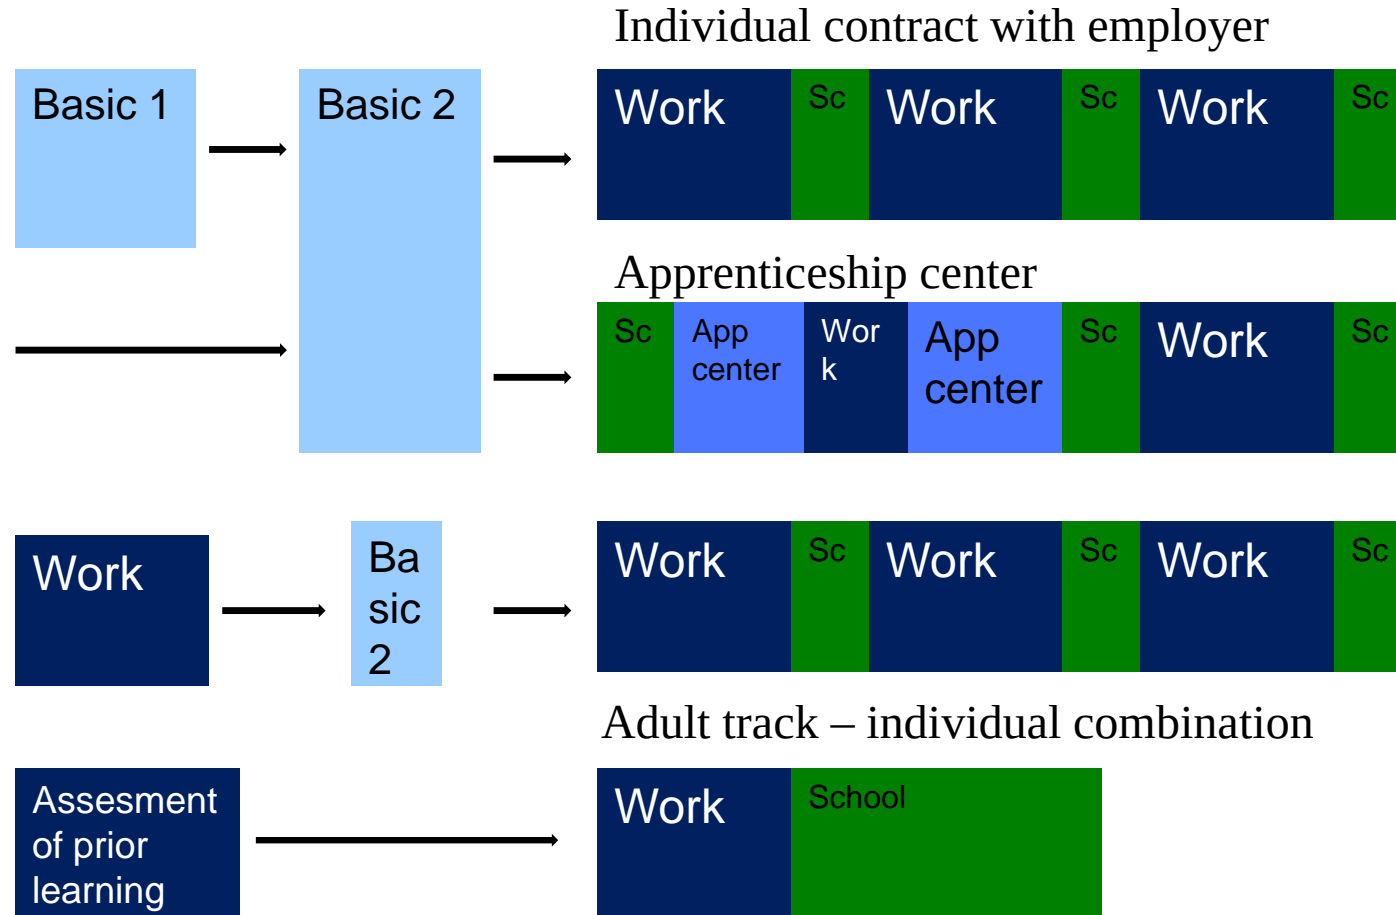 Individual contract with employer
Basic 1
Basic 2
Work
Sc
Work
Sc
Work
Sc
Apprenticeship center
Sc
App
center
Wor
k
App
center
Sc
Work
Sc
Work
Ba
sic
2
Work
Sc
Work
Sc
Work
Sc
Adult track – individual combination
Assesment
of prior
learning
Work
School